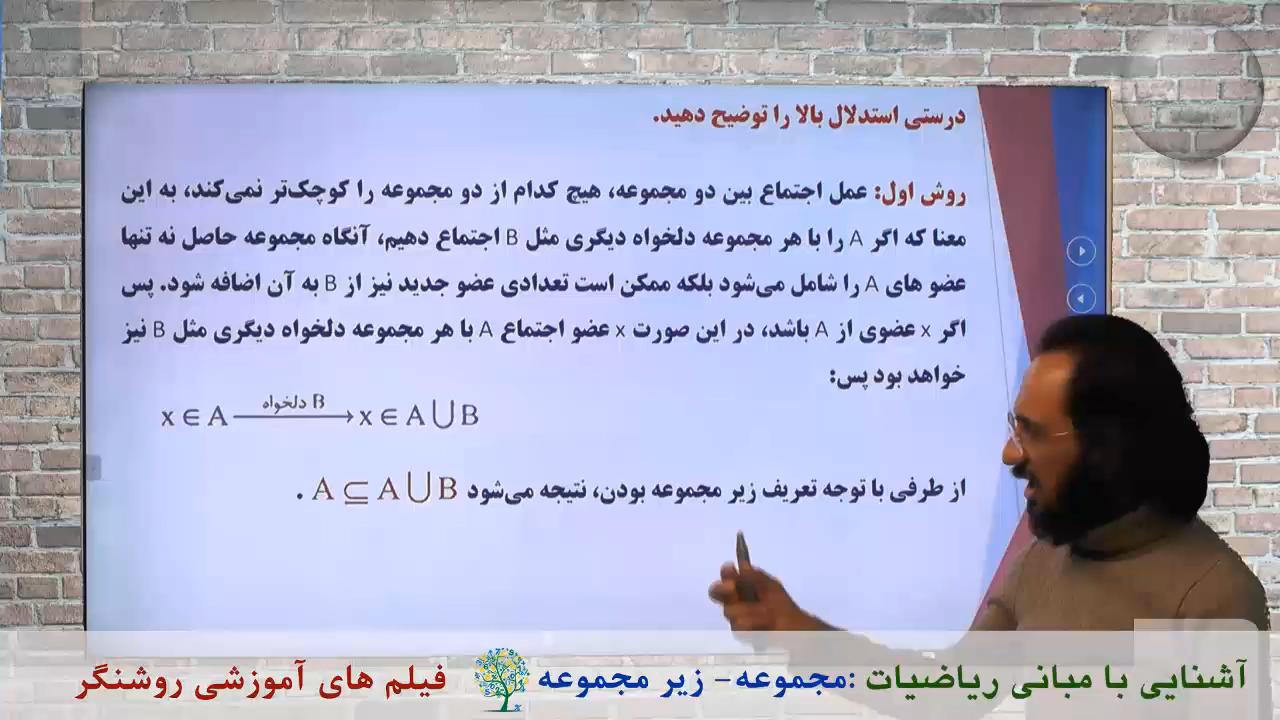 درستی استدلال بالا را توضیح دهید.
روش اول: عمل اجتماع بین دو مجموعه، هیچ کدام از دو مجموعه را کوچک‌تر نمی‌کند، به این
معنا که اگر A را با هر مجموعه دلخواه دیگری مثل B اجتماع دهیم، آنگاه مجموعه حاصل نه تنها
عضو های A را شامل می‌شود بلکه ممکن است تعدادی عضو جدید نیز از B به آن اضافه شود. پس
اگر x عضوی از A باشد، در این صورت x عضو اجتماع A با هر مجموعه دلخواه دیگری مثل B نیز
خواهد بود پس:
x ∈ A ⟶ x ∈ A ⋃ B
دلخواه B
از طرفی با توجه تعریف زیر مجموعه بودن، نتیجه می‌شود A ⊆ A ⋃ B .
آشنایی با مبانی ریاضیات :مجموعه- زیر مجموعه فیلم های آموزشی روشنگر